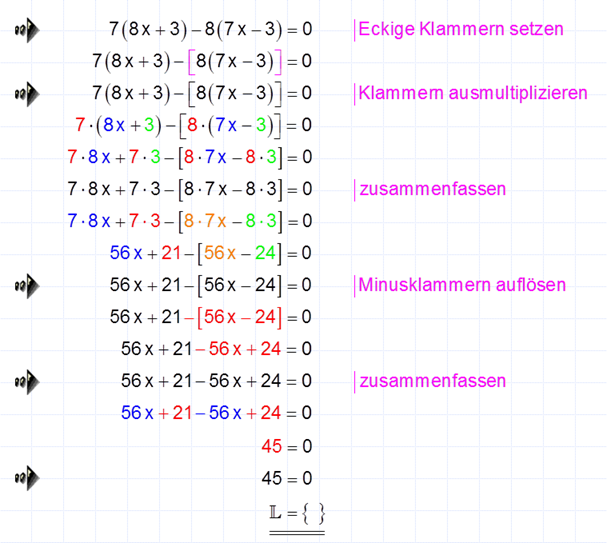 7(8x + 3) − 8(7x − 3) = 0 |Eckige Klammern setzen
7(8x + 3) − [8(7x − 3)] = 0
7(8x + 3) − [8(7x − 3)] = 0 |Klammern ausmultiplizieren
7 · (8x + 3) − [8 · (7x − 3)] = 0
7 · 8x + 7 · 3 − [8 · 7x − 8 · 3] = 0
7 · 8x + 7 · 3 − [8 · 7x − 8 · 3] = 0 |zusammenfassen
7 · 8x + 7 · 3 − [8 · 7x − 8 · 3] = 0
56x + 21 − [56x − 24] = 0
56x + 21 − [56x − 24] = 0 |Minusklammern auflösen
56x + 21 − [56x − 24] = 0
56x + 21 − 56x + 24 = 0
56x + 21 − 56x + 24 = 0 |zusammenfassen
56x + 21 − 56x + 24 = 0
45 = 0
45 = 0
𝕃 = { }